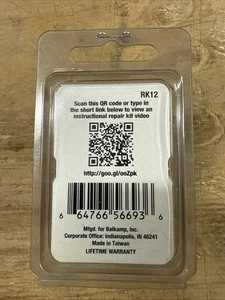 RK12
Scan this QR code or type in
the short link below to view an
instructional repair kit video
http://goo.gl/oeZpk
6 64766 56693 6
Mfgd. for Balkamp, Inc.
Corporate Office: Indianapolis, IN 46241
Made in Taiwan
LIFETIME WARRANTY